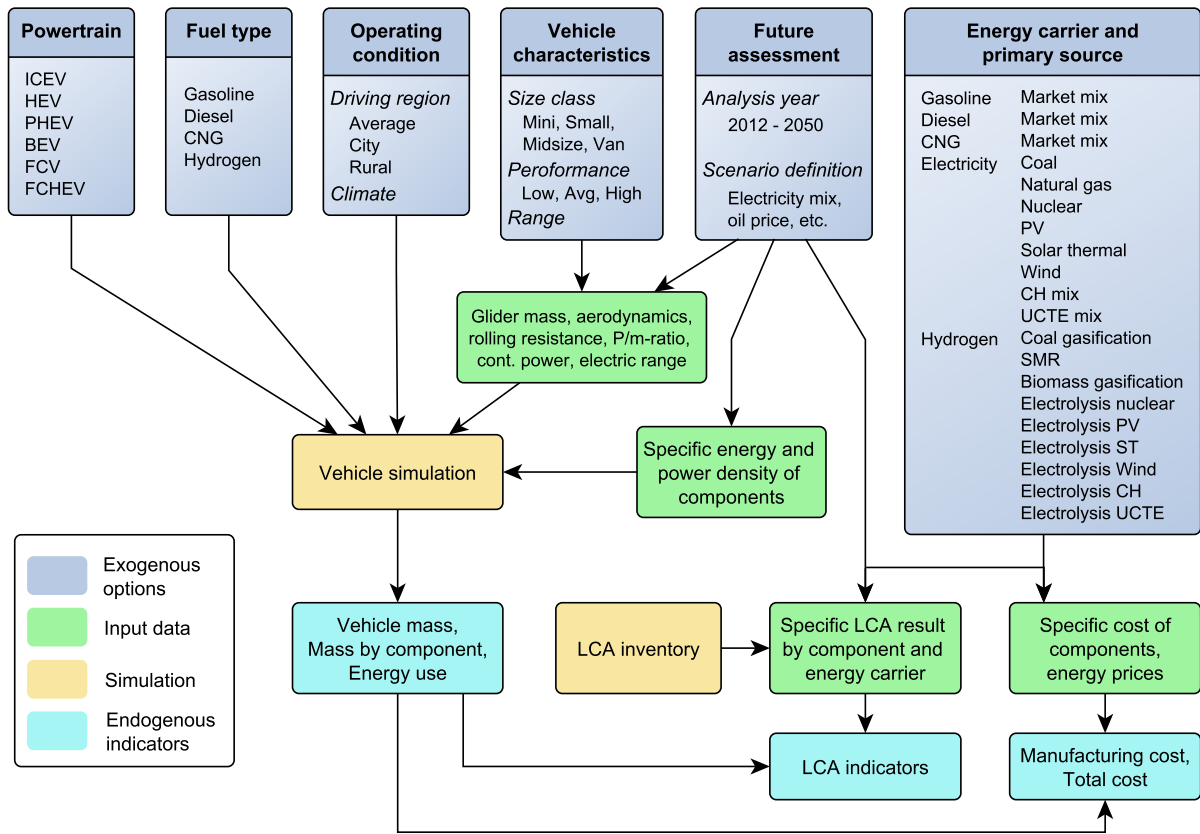 Powertrain
ICEV
HEV
PHEV
BEV
FCV
FCHEV
Fuel type
Gasoline
Diesel
CNG
Hydrogen
Operating
condition
Driving region
Average
City
Rural
Climate
Vehicle
characteristics
Size class
Mini, Small,
Midsize, Van
Peroformance
Low, Avg, High
Range
Future
assessment
Analysis year
2012 - 2050
Scenario definition
Electricity mix,
oil price, etc.
Energy carrier and
primary source
Gasoline Market mix
Diesel Market mix
CNG Market mix
Electricity Coal
Natural gas
Nuclear
PV
Solar thermal
Wind
CH mix
UCTE mix
Hydrogen Coal gasification
SMR
Biomass gasification
Electrolysis nuclear
Electrolysis PV
Electrolysis ST
Electrolysis Wind
Electrolysis CH
Electrolysis UCTE
Glider mass, aerodynamics,
rolling resistance, P/m-ratio,
cont. power, electric range
Vehicle simulation
Specific energy and
power density of
components
Exogenous
options
Input data
Simulation
Endogenous
indicators
Vehicle mass,
Mass by component,
Energy use
LCA inventory
Specific LCA result
by component and
energy carrier
Specific cost of
components,
energy prices
LCA indicators
Manufacturing cost,
Total cost